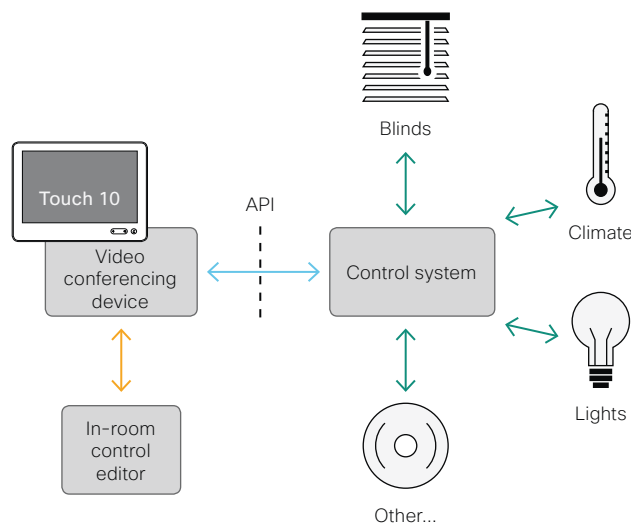 Blinds
Touch 10
API
Climate
Video
conferencing
device
Control system
In-room
control
editor
Lights
Other...